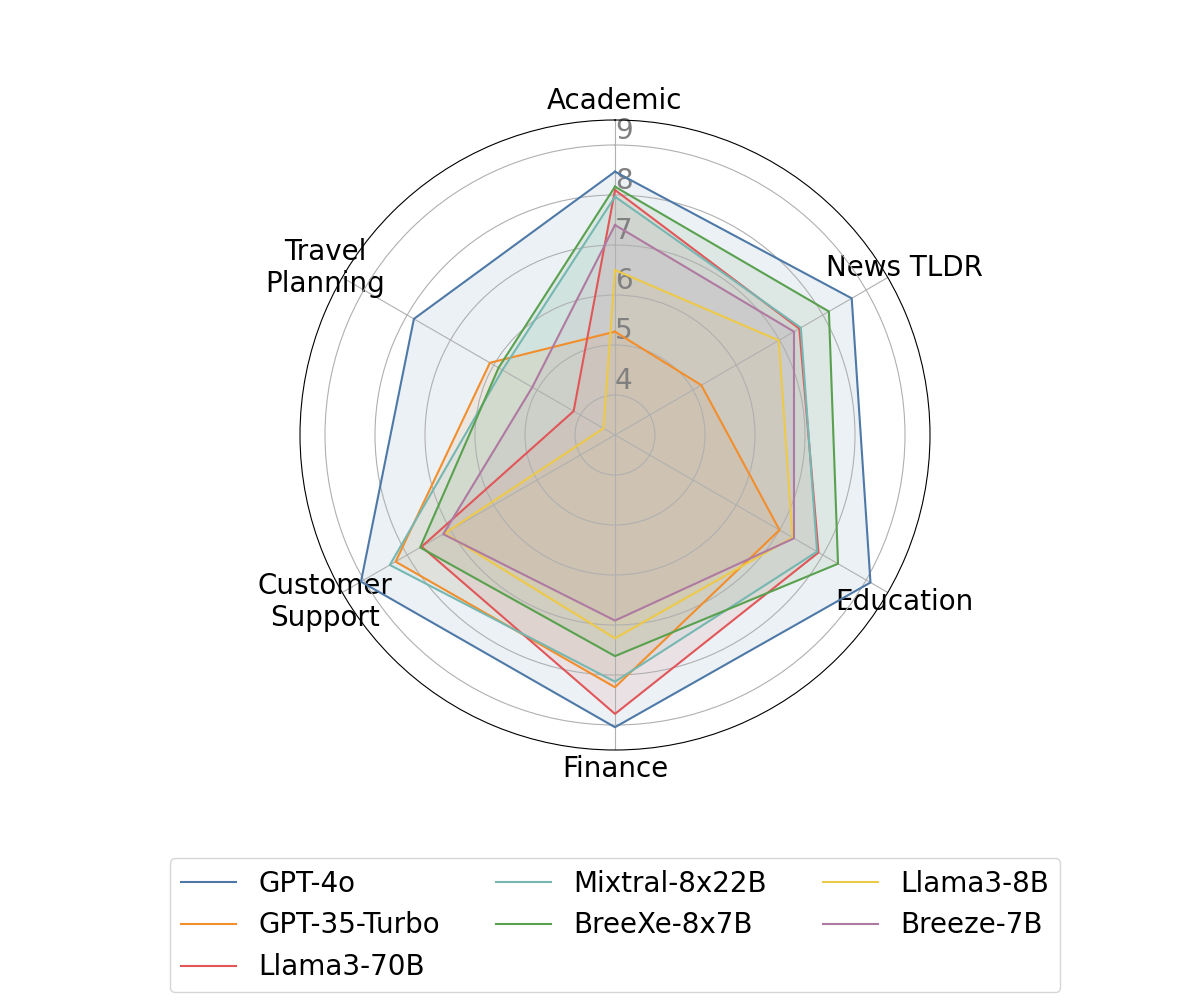 Academic
9
8
7
6
5
4
Travel
Planning
News TLDR
Customer
Support
Education
Finance
GPT-4o
GPT-35-Turbo
Llama3-70B
Mixtral-8x22B
BreeXe-8x7B
Llama3-8B
Breeze-7B